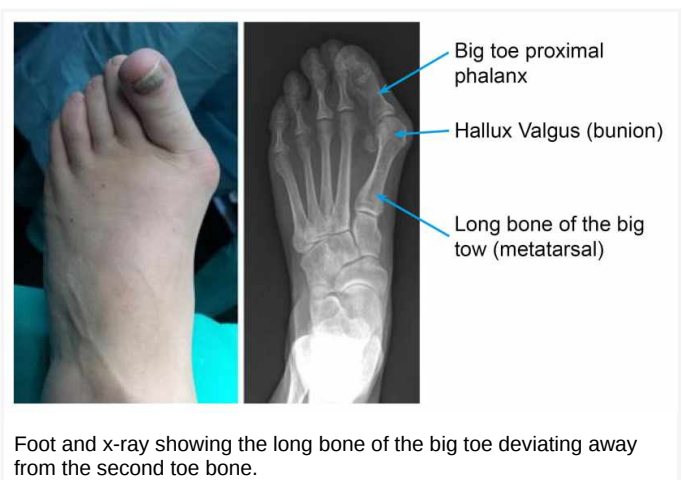 Big toe proximal
phalanx
Hallux Valgus (bunion)
Long bone of the big
tow (metatarsal)
Foot and x-ray showing the long bone of the big toe deviating away
from the second toe bone.